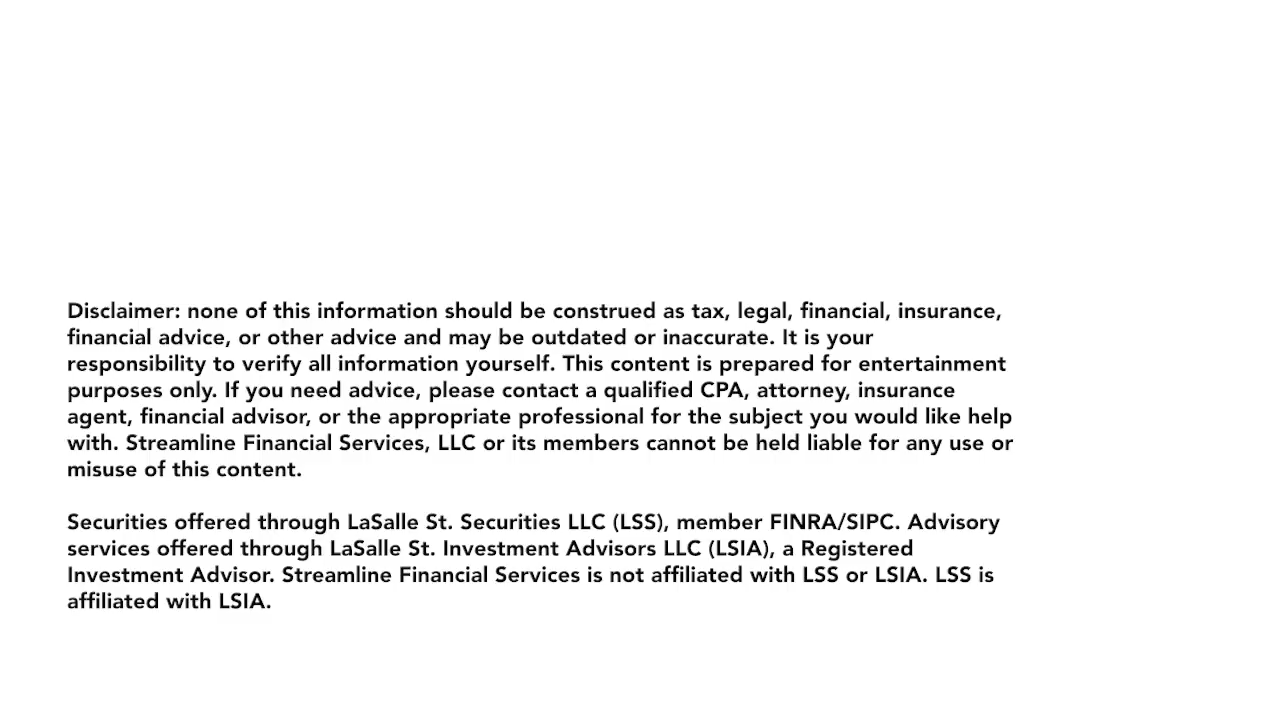 Disclaimer: none of this information should be construed as tax, legal, financial, insurance,
financial advice, or other advice and may be outdated or inaccurate. It is your
responsibility to verify all information yourself. This content is prepared for entertainment
purposes only. If you need advice, please contact a qualified CPA, attorney, insurance
agent, financial advisor, or the appropriate professional for the subject you would like help
with. Streamline Financial Services, LLC or its members cannot be held liable for any use or
misuse of this content.
Securities offered through LaSalle St. Securities LLC (LSS), member FINRA/SIPC. Advisory
services offered through LaSalle St. Investment Advisors LLC (LSIA), a Registered
Investment Advisor. Streamline Financial Services is not affiliated with LSS or LSIA. LSS is
affiliated with LSIA.